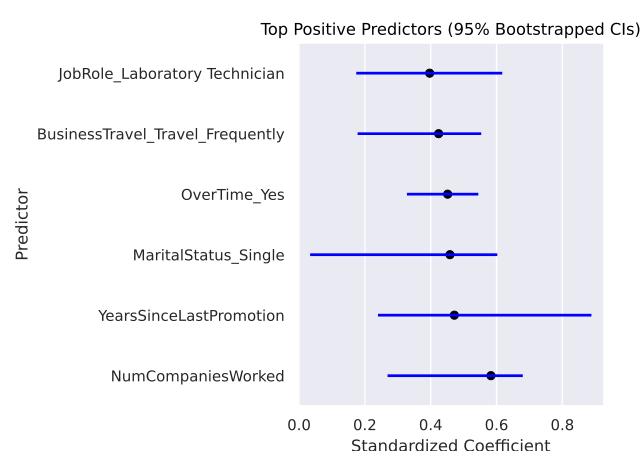 Top Positive Predictors (95% Bootstrapped CIs)
JobRole_Laboratory Technician
BusinessTravel_Travel_Frequently
OverTime_Yes
MaritalStatus_Single
YearsSinceLastPromotion
NumCompaniesWorked
Predictor
0.0 0.2 0.4 0.6 0.8
Standardized Coefficient